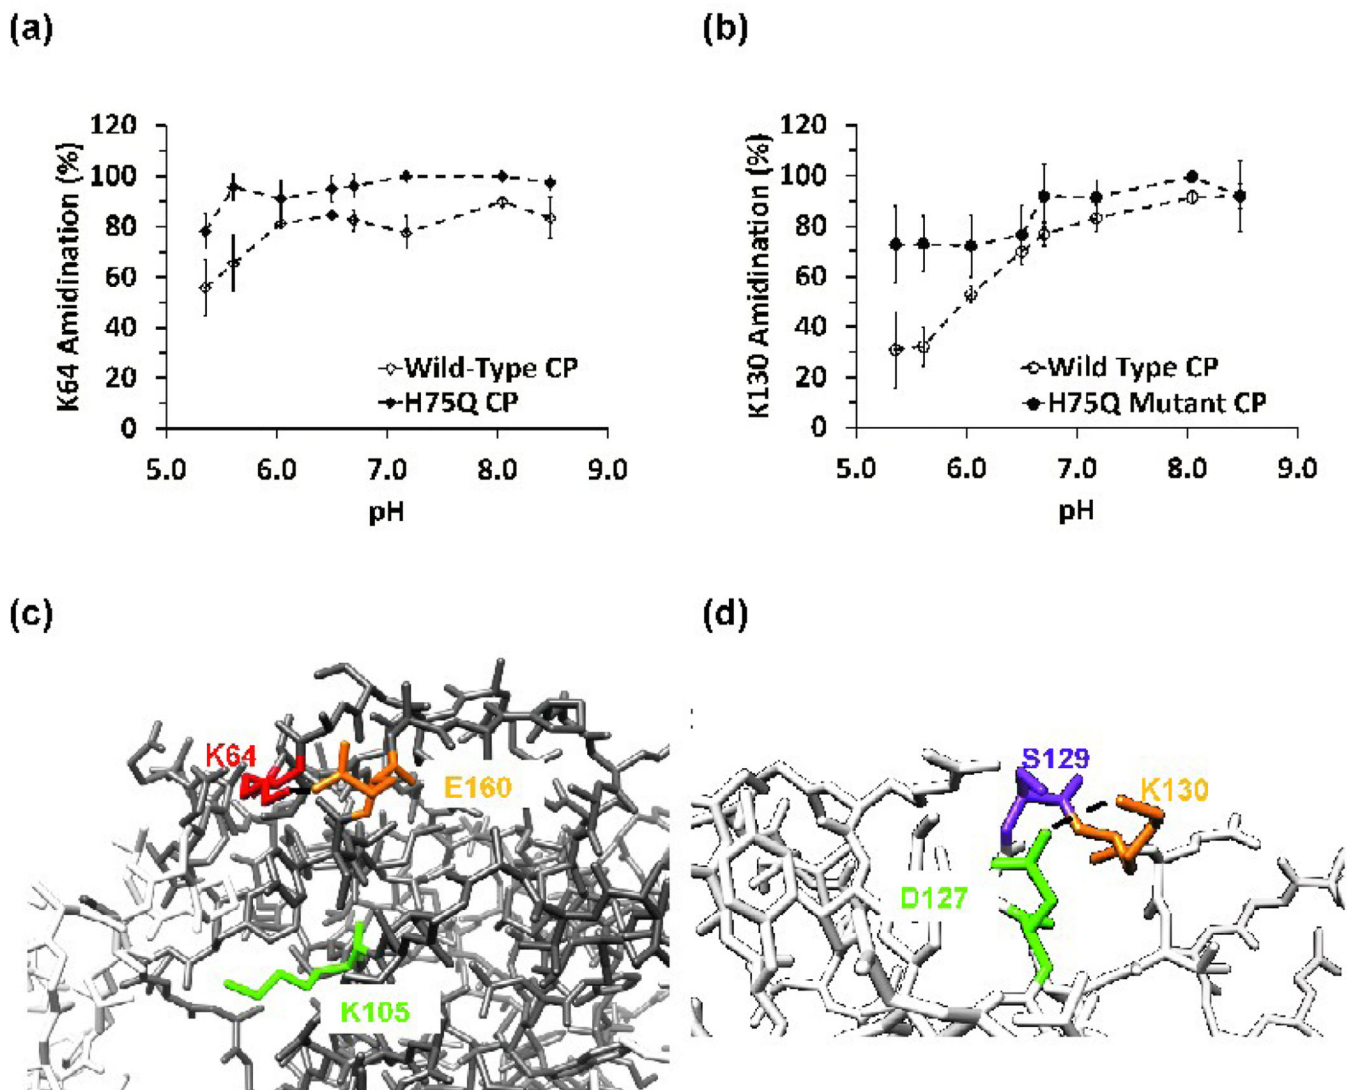 (a)
K64 Amidination (%)
120
100
80
60
40
20
0
Wild-Type CP
H75Q CP
5.0 6.0 7.0 8.0 9.0
pH
(b)
K130 Amidination (%)
120
100
80
60
40
20
0
Wild Type CP
H75Q Mutant CP
5.0 6.0 7.0 8.0 9.0
pH
(c)
K64
E160
K105
(d)
S129
K130
D127